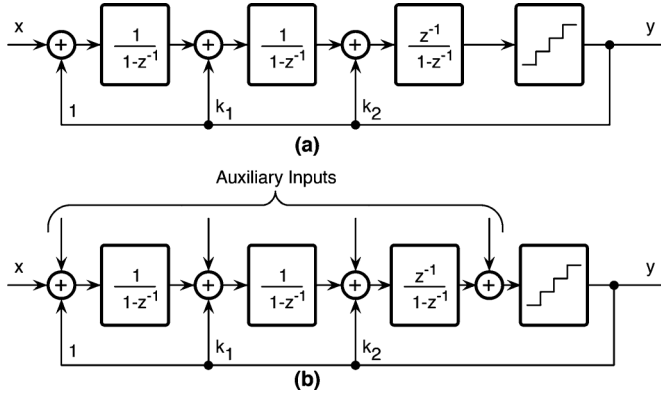 x + 1/1-z⁻¹ + 1/1-z⁻¹ + z⁻¹/1-z⁻¹ y
1 k₁ k₂
(a)
Auxiliary Inputs
x + 1/1-z⁻¹ + 1/1-z⁻¹ + z⁻¹/1-z⁻¹ + y
1 k₁ k₂
(b)